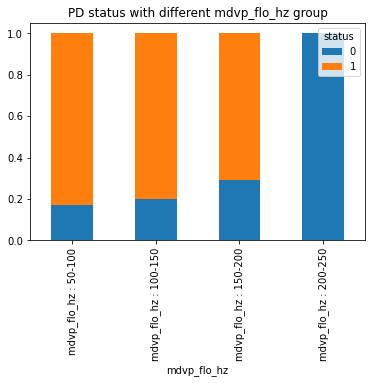 PD status with different mdvp_flo_hz group
status
0
1
1.0
0.8
0.6
0.4
0.2
0.0
mdvp_flo_hz : 50-100
mdvp_flo_hz : 100-150
mdvp_flo_hz : 150-200
mdvp_flo_hz : 200-250
mdvp_flo_hz